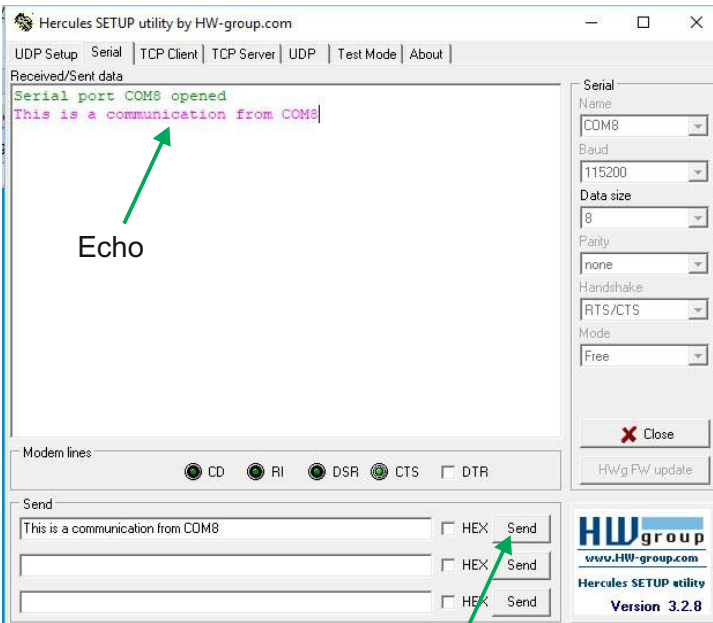 Hercules SETUP utility by HW-group.com
UDP Setup Serial TCP Client TCP Server UDP Test Mode About
Received/Sent data
Serial port COM8 opened
This is a communication from COM8
Echo
Serial
Name
COM8
Baud
115200
Data size
8
Parity
none
Handshake
RTS/CTS
Mode
Free
Close
HWg FW update
Modem lines
CD RI DSR CTS DTR
Send
This is a communication from COM8 HEX Send
HEX Send
HEX Send
HW group
www.HW-group.com
Hercules SETUP utility
Version 3.2.8